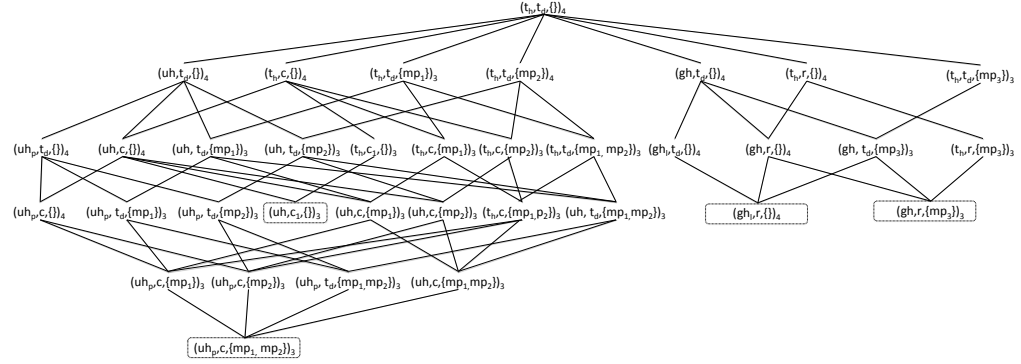 (t_h,t_d,{})_4
(uh,t_d,{})_4 (t_h,c,{})_4 (t_h,t_d,{mp_1})_3 (t_h,t_d,{mp_2})_4 (gh,t_d,{})_4 (t_h,r,{})_4 (t_h,t_d,{mp_3})_3
(uh_p,t_d,{})_4 (uh,c,{})_4 (uh, t_d,{mp_1})_3 (uh, t_d,{mp_2})_3 (t_h,c_1,{})_3 (t_h,c,{mp_1})_3 (t_h,c,{mp_2})_3 (t_h,t_d,{mp_1, mp_2})_3 (gh_l,t_d,{})_4 (gh,r,{})_4 (gh, t_d,{mp_3})_3 (t_h,r,{mp_3})_3
(uh_p,c,{})_4 (uh_p, t_d,{mp_1})_3 (uh_p, t_d,{mp_2})_3 (uh,c_1,{})_3 (uh,c,{mp_1})_3 (uh,c,{mp_2})_3 (t_h,c,{mp_1,p_2})_3 (uh, t_d,{mp_1,mp_2})_3 (gh_l,r,{})_4 (gh,r,{mp_3})_3
(uh_p,c,{mp_1})_3 (uh_p,c,{mp_2})_3 (uh_p, t_d,{mp_1,mp_2})_3 (uh,c,{mp_1,mp_2})_3
(uh_p,c,{mp_1, mp_2})_3